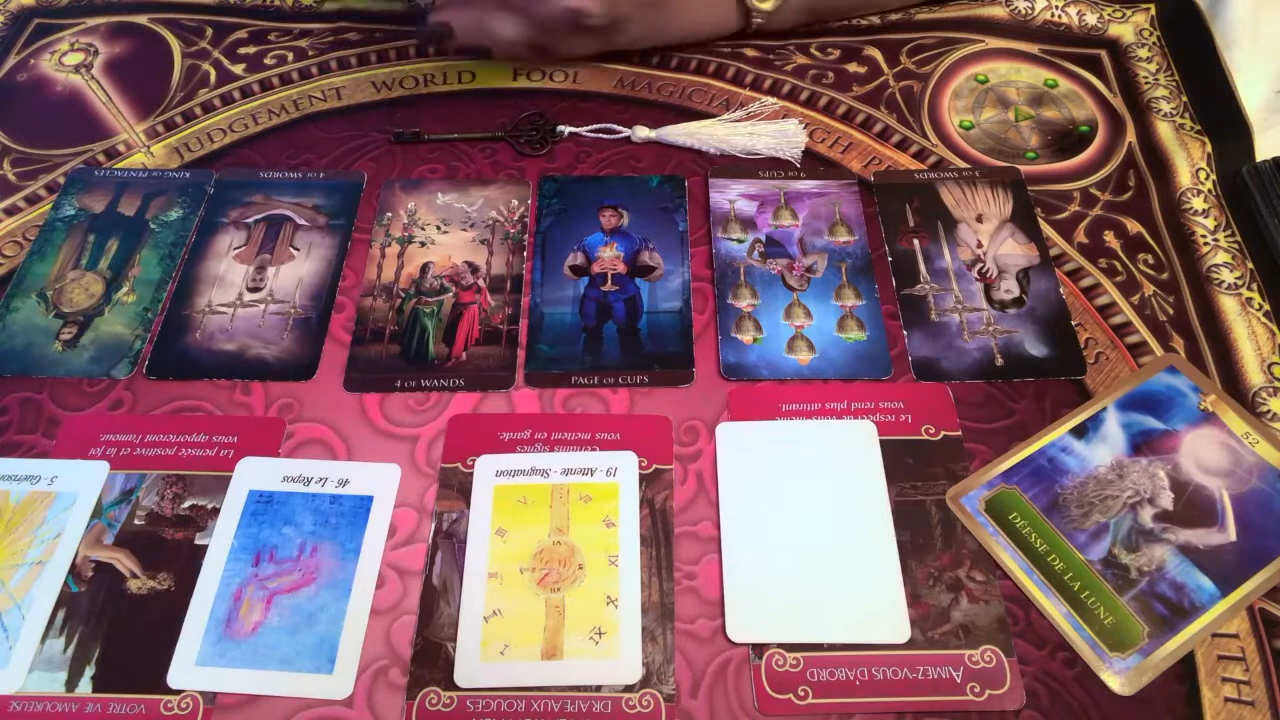 JUDGEMENT WORLD FOOL MAGICIAN
KING OF PENTACLES
4 OF SWORDS
4 OF WANDS
PAGE OF CUPS
9 OF CUPS
3 OF SWORDS
La pensée positive et la foi
vous apporteront l'amour.
Certains signes
vous mettent en garde.
Le respect de vous-même
vous rend plus attirant.
46 - Le Repos
19 - Attente - Stagnation
VOTRE VIE AMOUREUSE
DRAPEAUX ROUGES
AIMEZ-VOUS D'ABORD
52
DÉESSE DE LA LUNE